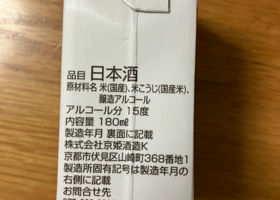 品目 日本酒
原材料名 米(国産)、米こうじ(国産米)、
醸造アルコール
アルコール分 15度
内容量 180㎖
製造年月 裏面に記載
株式会社京姫酒造K
京都市伏見区山崎町368番地1
製造所固有記号は製造年月の
右側に記載
お問合せ先